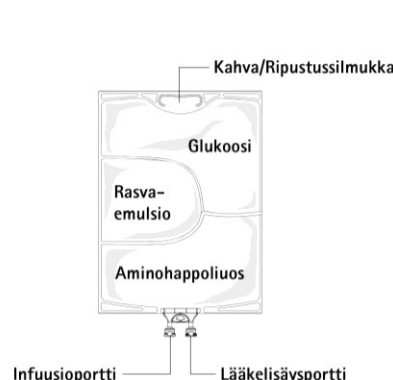 Kahva/Ripustussilmukka
Glukoosi
Rasva-
emulsio
Aminohappoliuos
Infuusioportti
Lääkelisäysportti